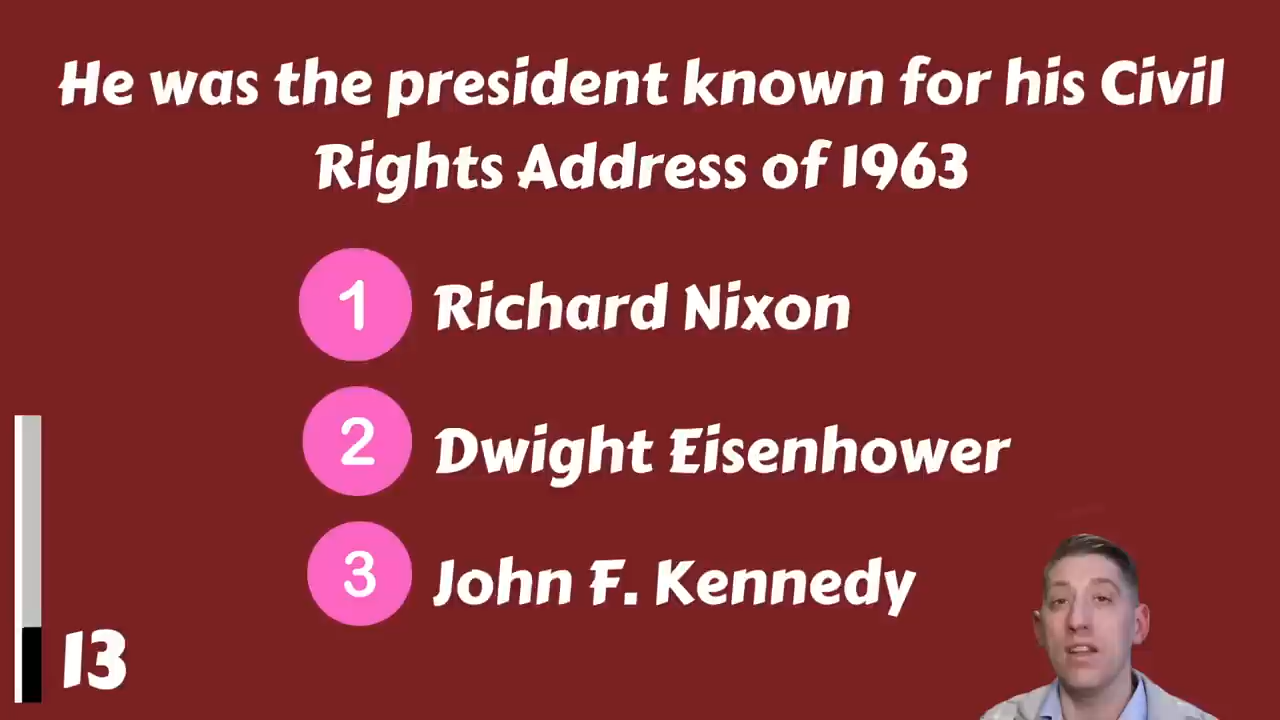 He was the president known for his Civil
Rights Address of 1963
1 Richard Nixon
2 Dwight Eisenhower
3 John F. Kennedy
13